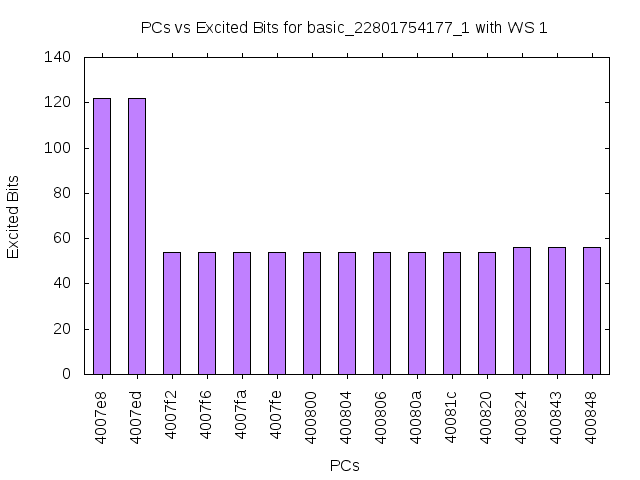 PCs vs Excited Bits for basic_22801754177_1 with WS 1
140
120
100
80
60
40
20
0
Excited Bits
4007e8
4007ed
4007f2
4007f6
4007fa
4007fe
400800
400804
400806
40080a
40081c
400820
400824
400843
400848
PCs